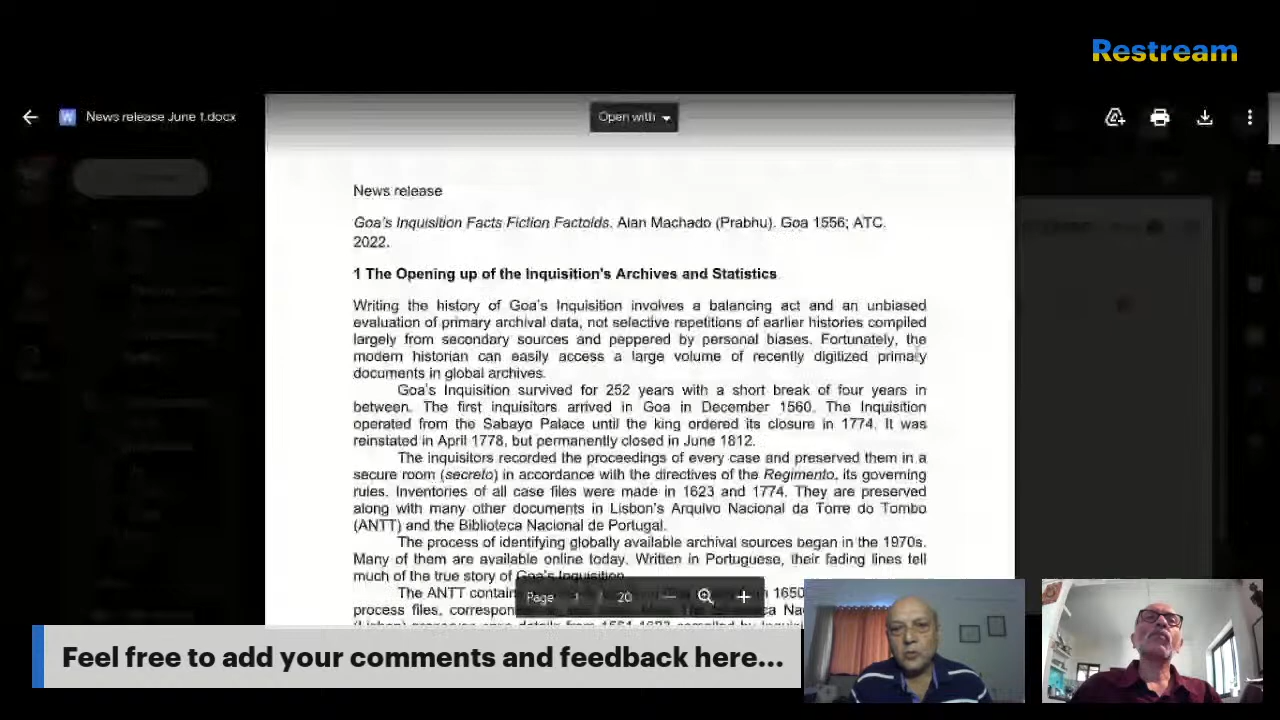 Restream
News release June 1.docx
Open with
News release
Goa's Inquisition Facts Fiction Factoids. Alan Machado (Prabhu). Goa 1556; ATC.
2022.
1 The Opening up of the Inquisition's Archives and Statistics
Writing the history of Goa's Inquisition involves a balancing act and an unbiased
evaluation of primary archival data, not selective repetitions of earlier histories compiled
largely from secondary sources and peppered by personal biases. Fortunately, the
modern historian can easily access a large volume of recently digitized primary
documents in global archives.
Goa's Inquisition survived for 252 years with a short break of four years in
between. The first inquisitors arrived in Goa in December 1560. The Inquisition
operated from the Sabayo Palace until the king ordered its closure in 1774. It was
reinstated in April 1778, but permanently closed in June 1812.
The inquisitors recorded the proceedings of every case and preserved them in a
secure room (secreto) in accordance with the directives of the Regimento, its governing
rules. Inventories of all case files were made in 1623 and 1774. They are preserved
along with many other documents in Lisbon's Arquivo Nacional da Torre do Tombo
(ANTT) and the Biblioteca Nacional de Portugal.
The process of identifying globally available archival sources began in the 1970s.
Many of them are available online today. Written in Portuguese, their fading lines tell
much of the true story of Goa's Inquisition.
The ANTT in 1650
process files,
Page 1 / 20
Feel free to add your comments and feedback here...